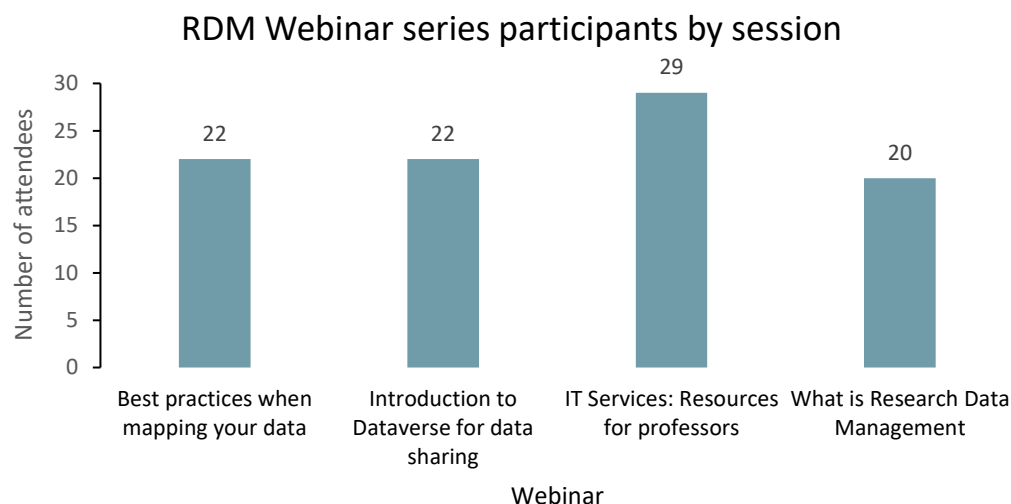 RDM Webinar series participants by session
Number of attendees
30
25
20
15
10
5
0
22
22
29
20
Best practices when
mapping your data
Introduction to
Dataverse for data
sharing
IT Services: Resources
for professors
What is Research Data
Management
Webinar